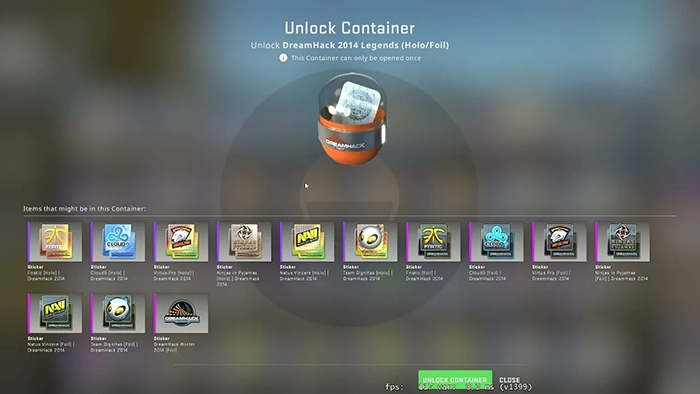 Unlock Container
Unlock DreamHack 2014 Legends (Holo/Foil)
This Container can only be opened once
DREAMHACK
Items that might be in this Container:
Sticker
Fnatic (Holo) |
DreamHack 2014
Sticker
Cloud9 (Holo) |
DreamHack 2014
Sticker
Virtus.Pro (Holo) |
DreamHack 2014
Sticker
Ninjas in Pyjamas
(Holo) | DreamHack
2014
Sticker
Natus Vincere (Holo) |
DreamHack 2014
Sticker
Team Dignitas (Holo) |
DreamHack 2014
Sticker
Fnatic (Foil) |
DreamHack 2014
Sticker
Cloud9 (Foil) |
DreamHack 2014
Sticker
Virtus.Pro (Foil) |
DreamHack 2014
Sticker
Ninjas in Pyjamas
(Foil) | DreamHack 2014
Sticker
Natus Vincere (Foil) |
DreamHack 2014
Sticker
Team Dignitas (Foil) |
DreamHack 2014
Sticker
DreamHack Winter
2014 (Foil)
UNLOCK CONTAINER
CLOSE
fps:
ms (v1399)